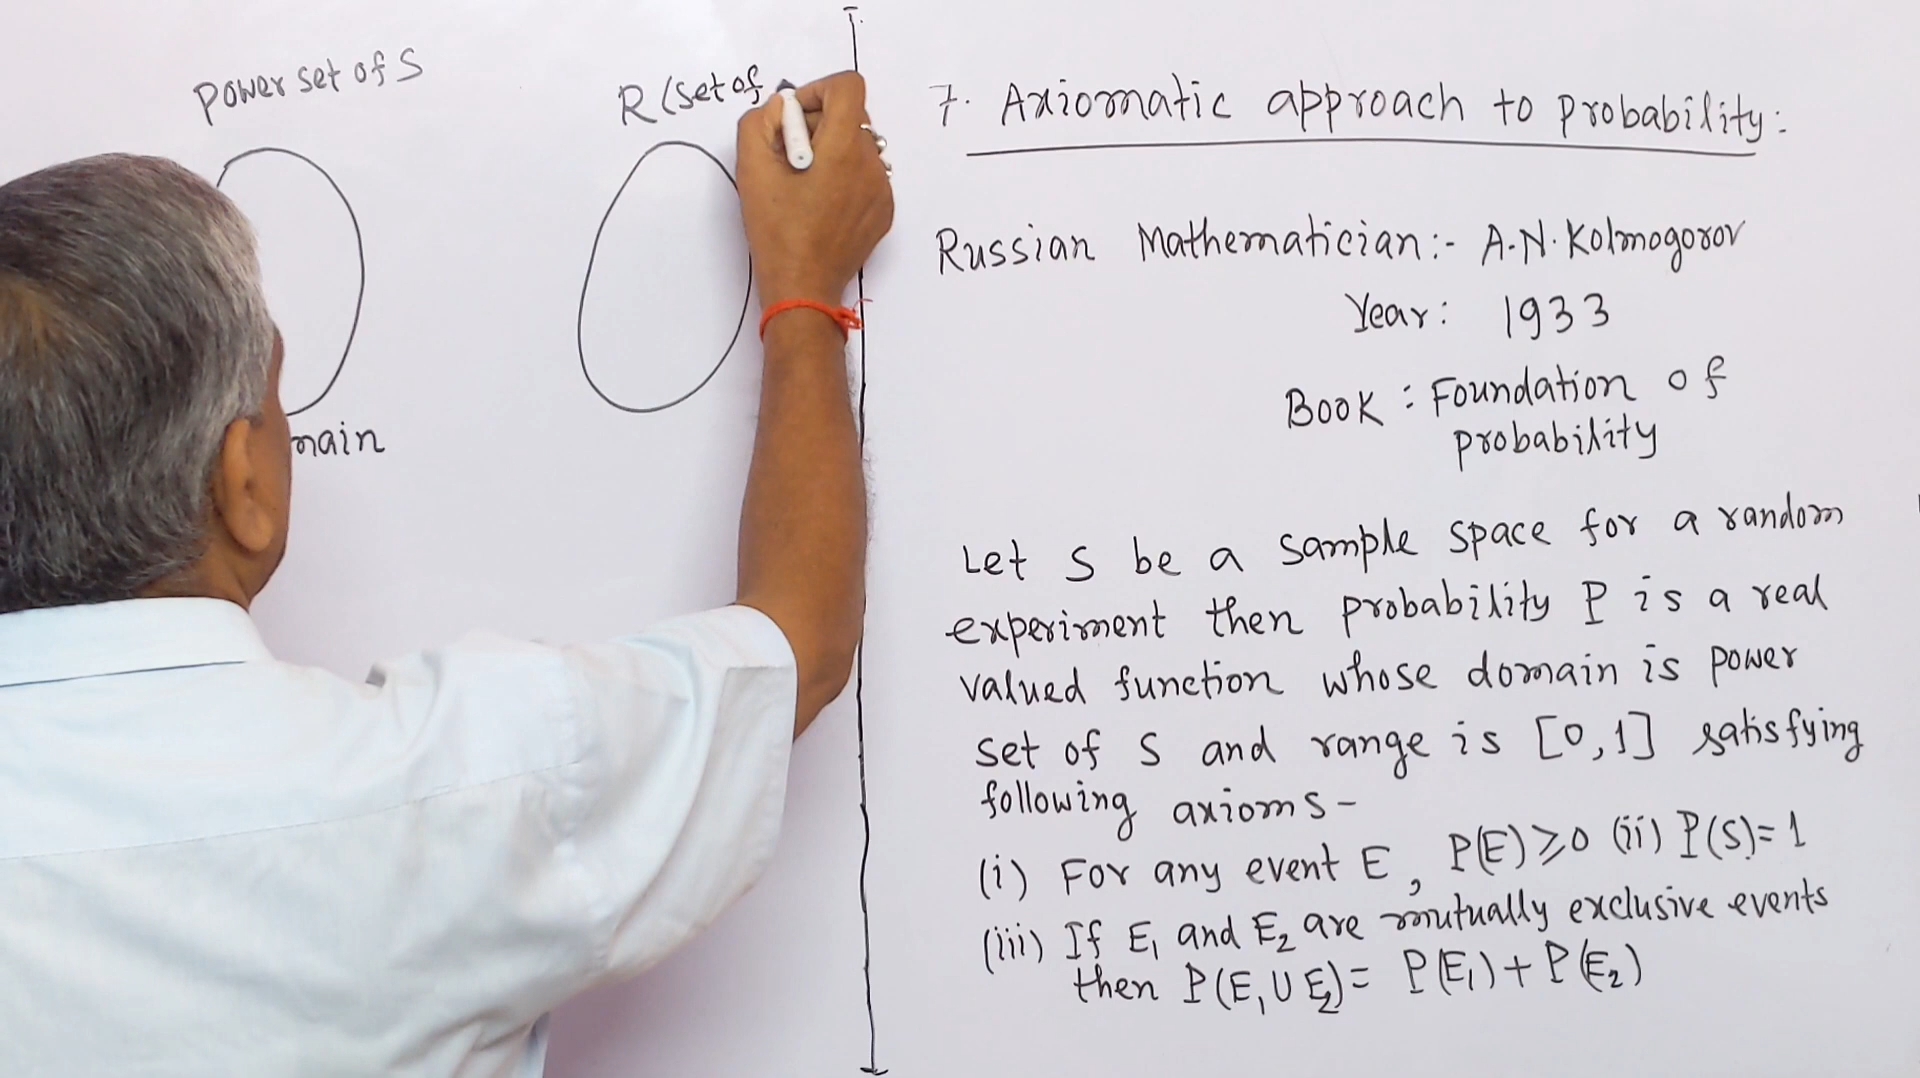 Power set of S
R (set of
main
7. Axiomatic approach to probability:
Russian Mathematician:- A.N. Kolmogorov
Year: 1933
Book : Foundation of
probability
Let S be a sample space for a random
experiment then probability P is a real
valued function whose domain is power
set of S and range is [0,1] satisfying
following axioms -
(i) For any event E, P(E)⩾0 (ii) P(S)=1
(iii) If E₁ and E₂ are mutually exclusive events
then P(E₁ ∪ E₂)= P(E₁)+P(E₂)